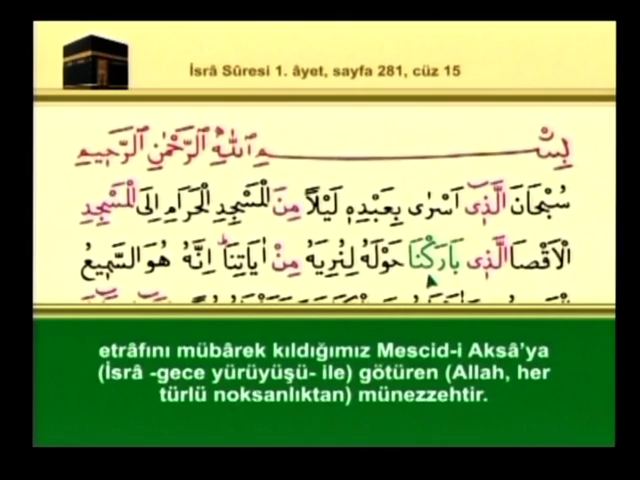 İsrâ Sûresi 1. âyet, sayfa 281, cüz 15
بِسْمِ اللّٰهِ الرَّحْمٰنِ الرَّحِيمِ
سُبْحَانَ الَّذِٓي اَسْرٰى بِعَبْدِهٖ لَيْلاً مِنَ الْمَسْجِدِ الْحَرَامِ اِلَى الْمَسْجِدِ
الْاَقْصَا الَّذِي بَارَكْنَا حَوْلَهُ لِنُرِيَهُ مِنْ اٰيَاتِنَا اِنَّهُ هُوَ السَّمِيعُ
etrâfını mübârek kıldığımız Mescid-i Aksâ'ya
(İsrâ -gece yürüyüşü- ile) götüren (Allah, her
türlü noksanlıktan) münezzehtir.